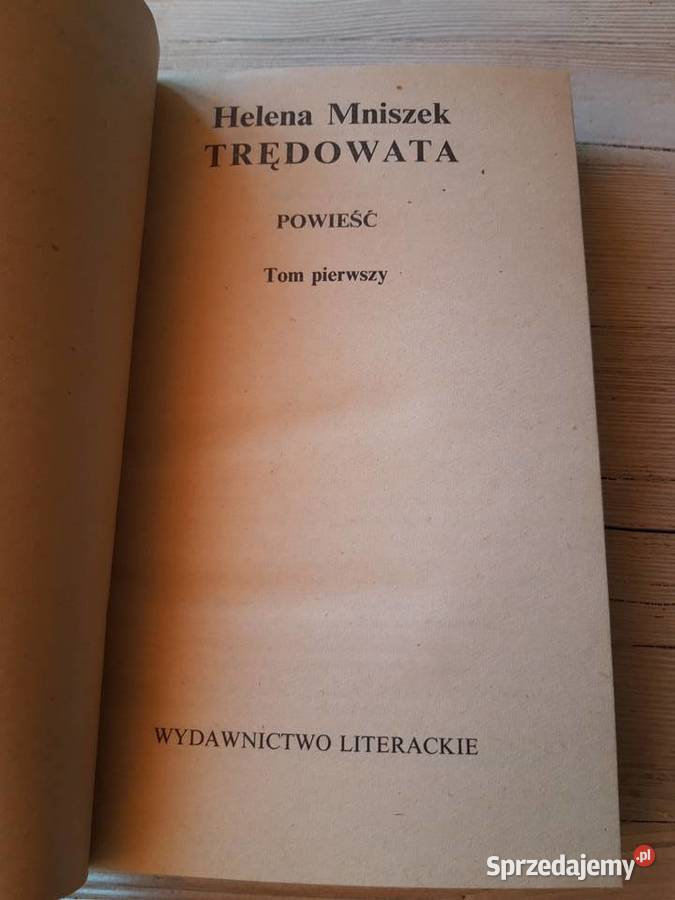 Helena Mniszek
TRĘDOWATA
POWIEŚĆ
Tom pierwszy
WYDAWNICTWO LITERACKIE
Sprzedajemy.pl